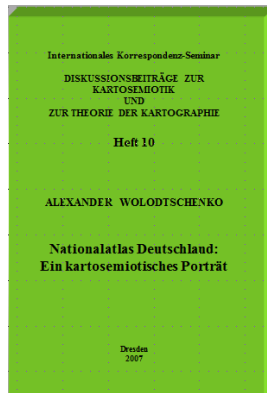 Internationales Korrespondenz-Seminar
DISKUSSIONSBEITRÄGE ZUR
KARTOSEMIOTIK
UND
ZUR THEORIE DER KARTOGRAPHIE
Heft 10
ALEXANDER WOLODTSCHENKO
Nationalatlas Deutschland:
Ein kartosemiotisches Porträt
Dresden
2007